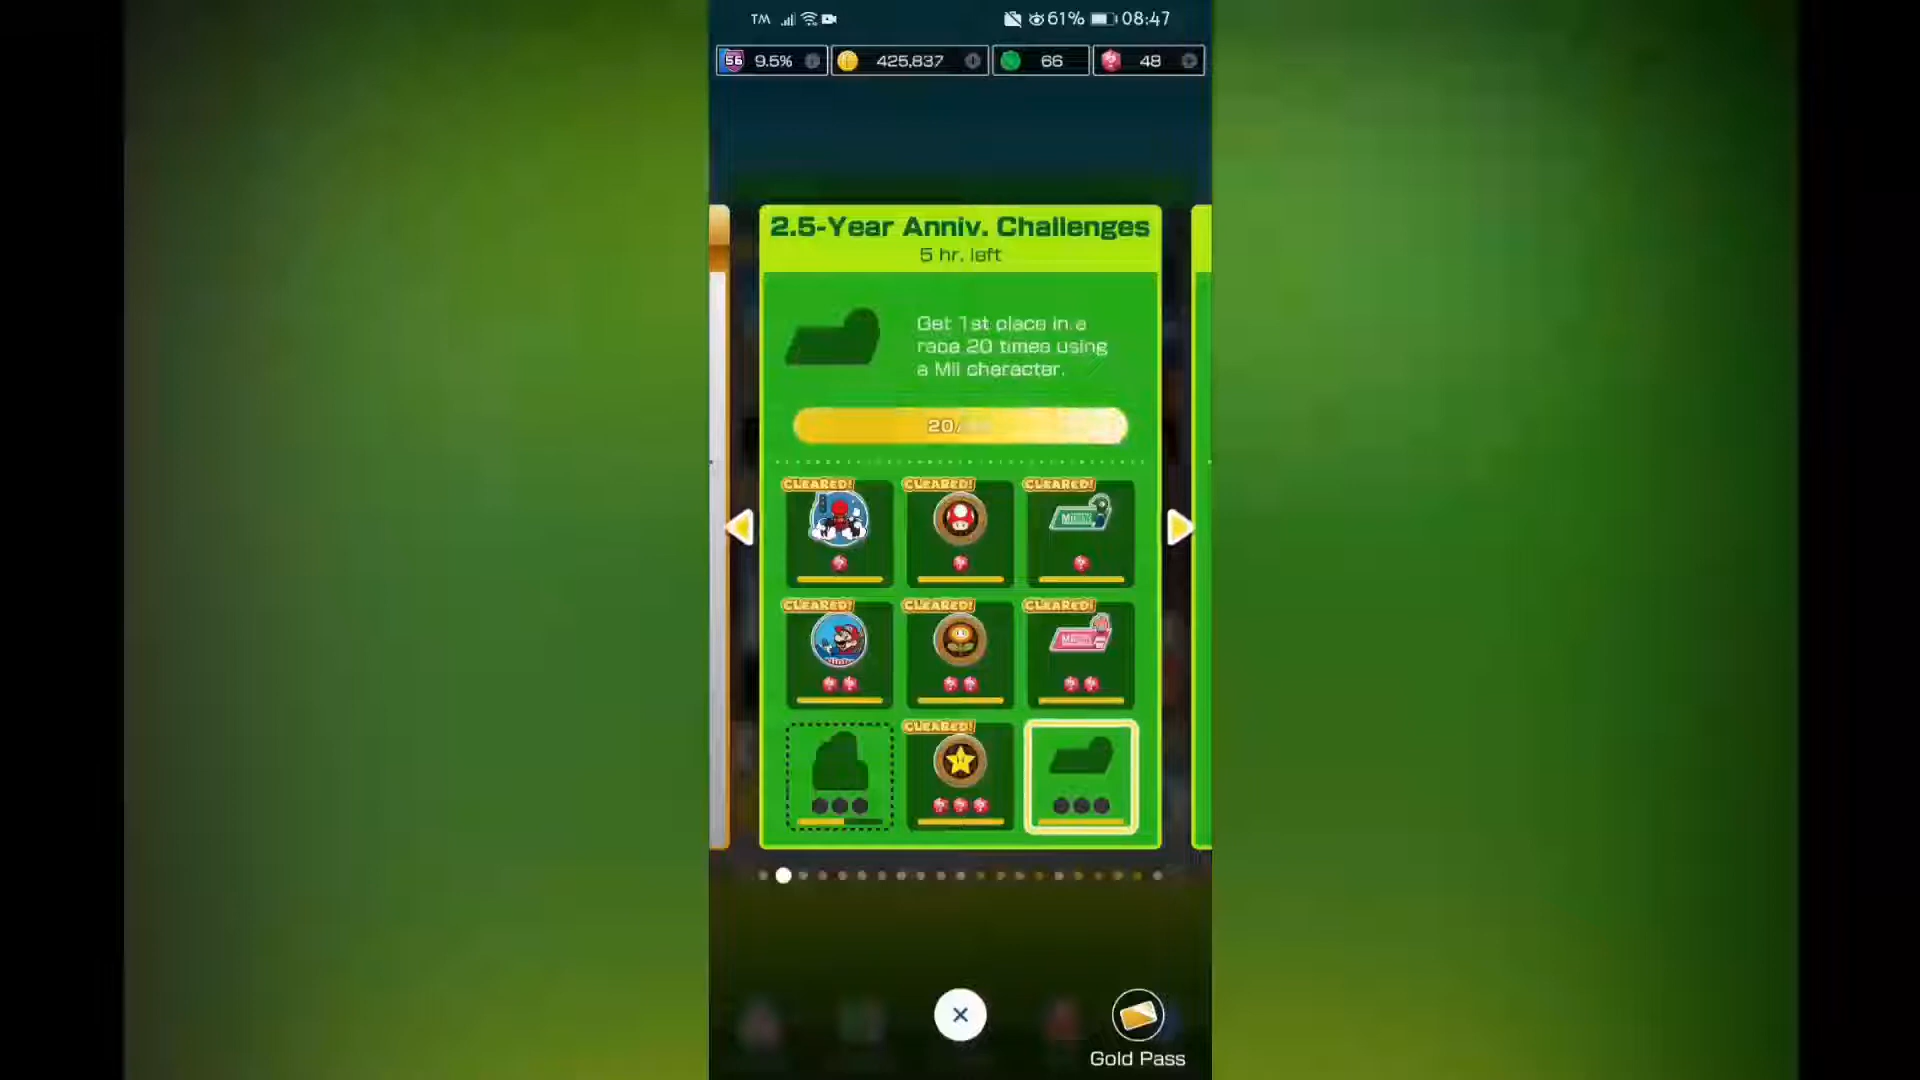 TM 61% 08:47
56 9.5% 425,837 66 48
2.5-Year Anniv. Challenges
5 hr. left
Get 1st place in a
race 20 times using
a Mii character.
20/
CLEARED! CLEARED! CLEARED!
CLEARED! CLEARED! CLEARED!
CLEARED!
Gold Pass